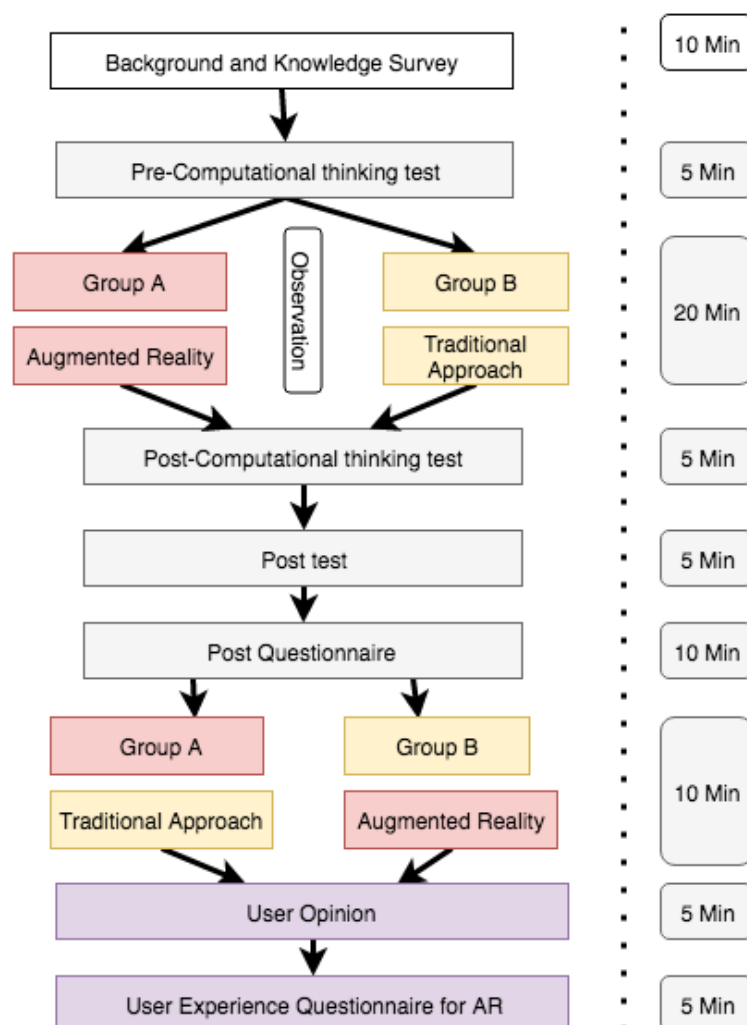 Background and Knowledge Survey
10 Min
Pre-Computational thinking test
5 Min
Group A
Observation
Group B
20 Min
Augmented Reality
Traditional
Approach
Post-Computational thinking test
5 Min
Post test
5 Min
Post Questionnaire
10 Min
Group A
Group B
10 Min
Traditional Approach
Augmented Reality
User Opinion
5 Min
User Experience Questionnaire for AR
5 Min